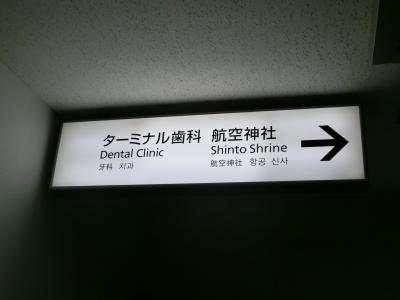 ターミナル歯科 航空神社
Dental Clinic Shinto Shrine
牙科 치과 航空神社 항공 신사